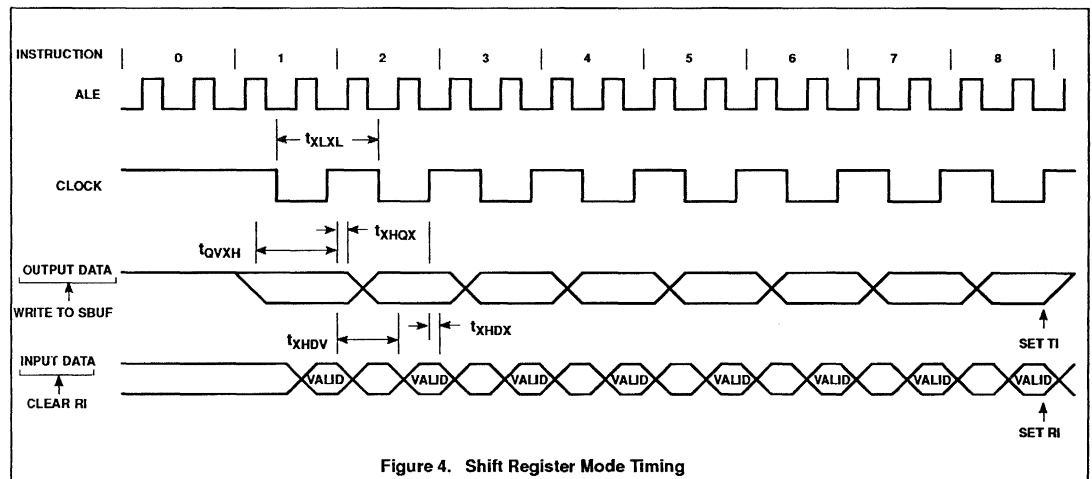 INSTRUCTION | 0 | 1 | 2 | 3 | 4 | 5 | 6 | 7 | 8 |
ALE
tXLXL
CLOCK
tQVXH tXHQX
OUTPUT DATA
WRITE TO SBUF
tXHDV tXHDX
SET TI
INPUT DATA
VALID VALID VALID VALID VALID VALID VALID VALID
CLEAR RI
SET RI
Figure 4. Shift Register Mode Timing